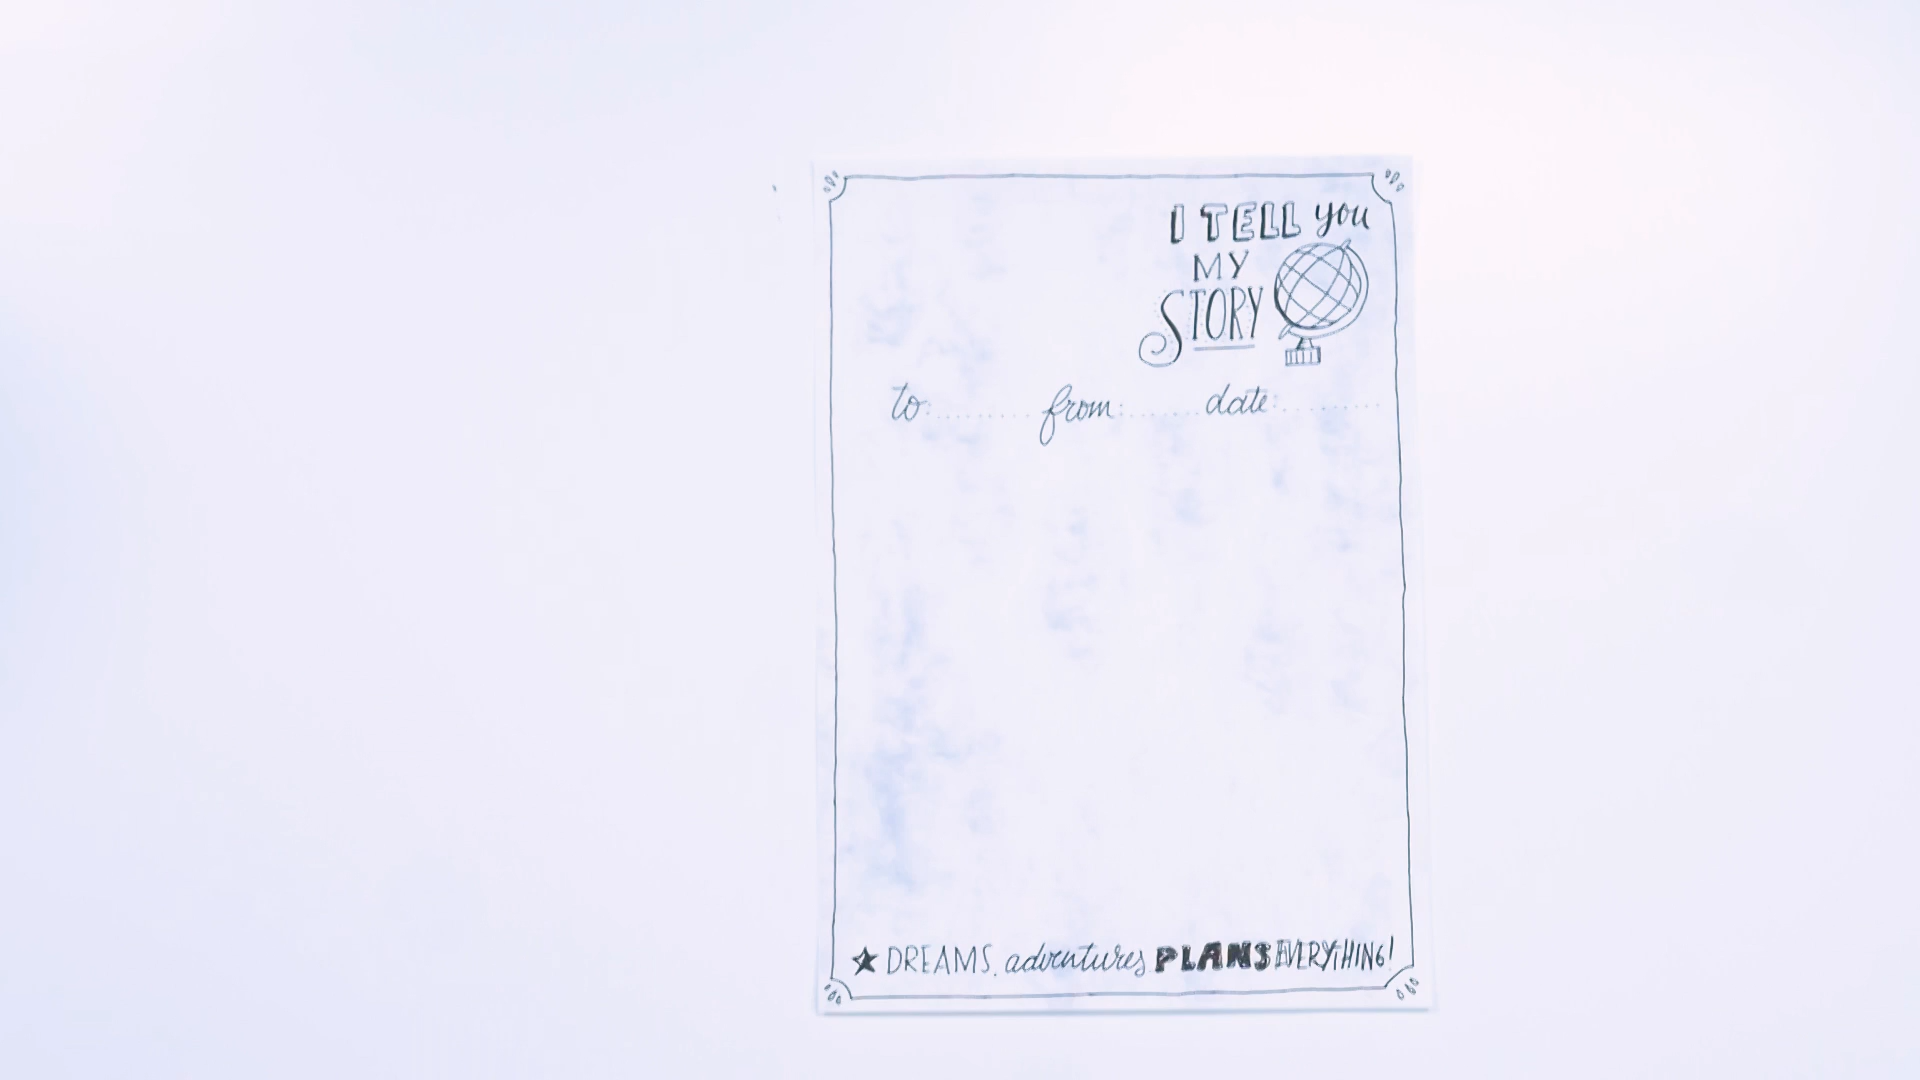 I TELL you
MY
STORY
to: from: date:
★ DREAMS, adventures, PLANS EVERYTHING!